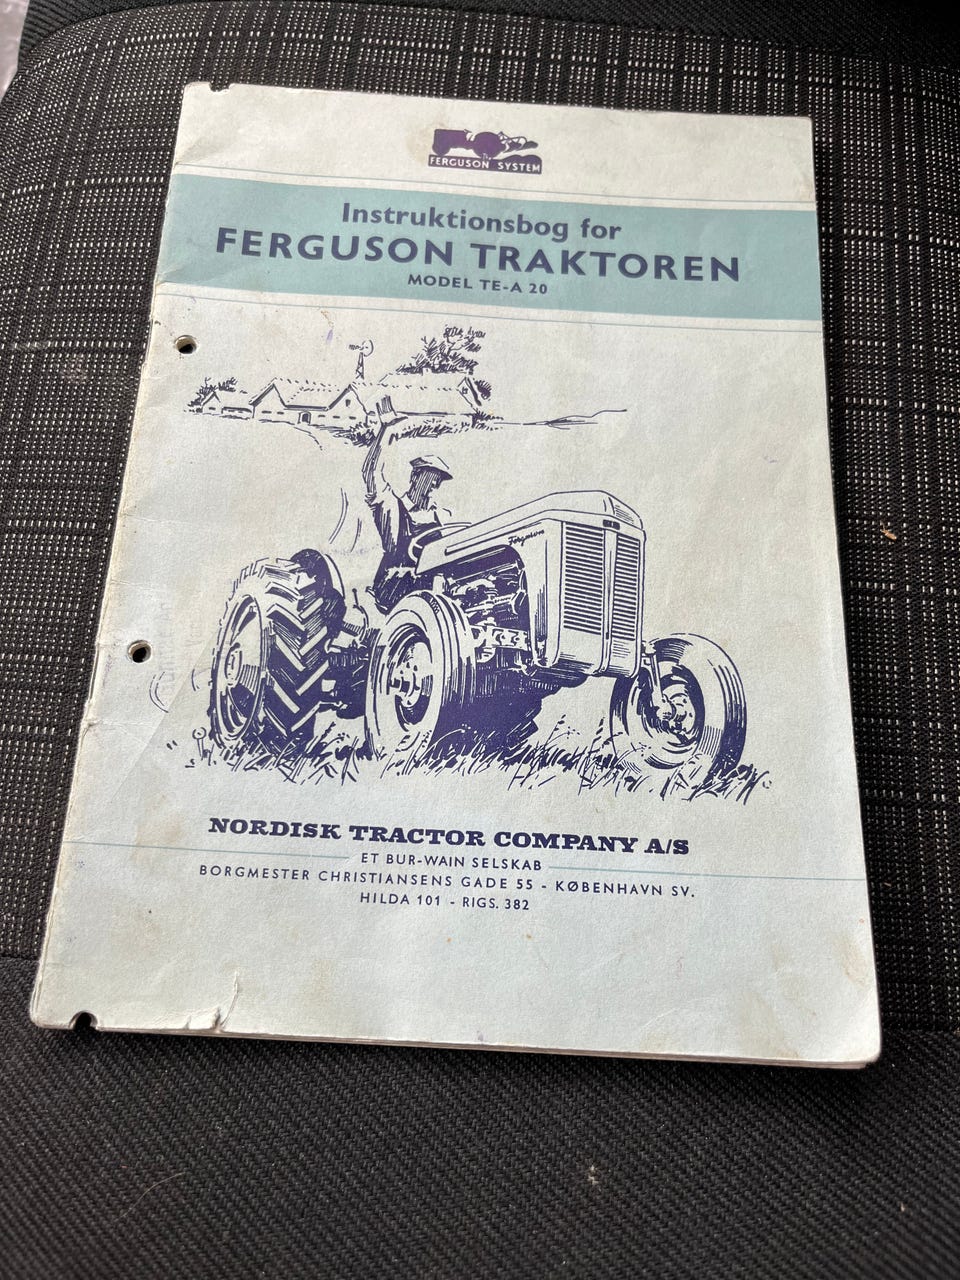 FERGUSON SYSTEM
Instruktionsbog for
FERGUSON TRAKTOREN
MODEL TE-A 20
Ferguson
NORDISK TRACTOR COMPANY A/S
ET BUR-WAIN SELSKAB
BORGMESTER CHRISTIANSENS GADE 55 - KØBENHAVN SV.
HILDA 101 - RIGS. 382